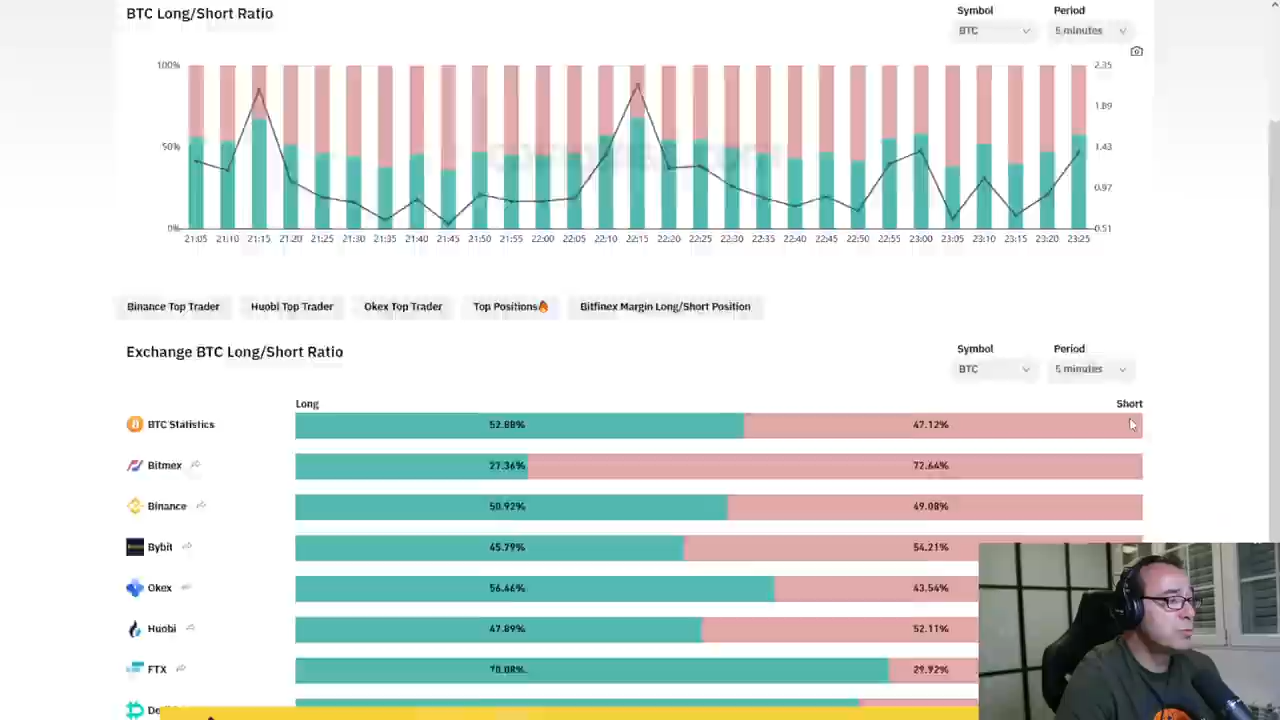 BTC Long/Short Ratio
Symbol Period
BTC 5 minutes
100% 2.35
1.89
50% 1.43
0.97
0% 0.51
21:05 21:10 21:15 21:20 21:25 21:30 21:35 21:40 21:45 21:50 21:55 22:00 22:05 22:10 22:15 22:20 22:25 22:30 22:35 22:40 22:45 22:50 22:55 23:00 23:05 23:10 23:15 23:20 23:25
Binance Top Trader Huobi Top Trader Okex Top Trader Top Positions🔥 Bitfinex Margin Long/Short Position
Exchange BTC Long/Short Ratio
Symbol Period
BTC 5 minutes
Long Short
BTC Statistics 52.88% 47.12%
Bitmex 27.36% 72.64%
Binance 50.92% 49.08%
Bybit 45.79% 54.21%
Okex 56.46% 43.54%
Huobi 47.89% 52.11%
FTX 70.08% 29.92%